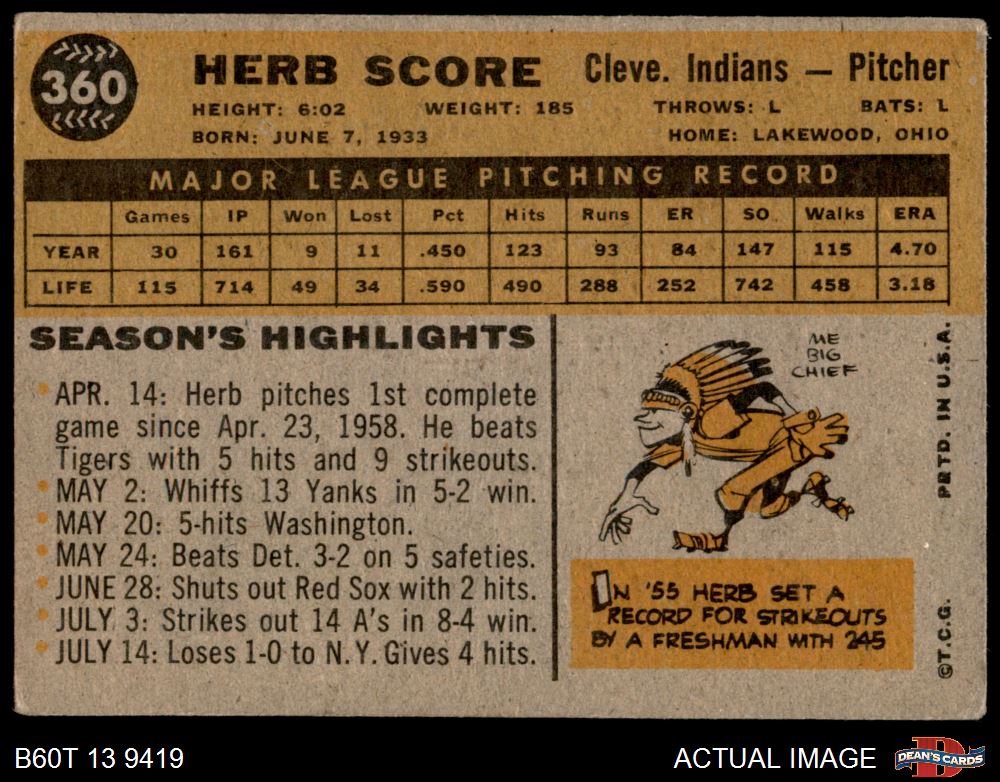 360
HERB SCORE
Cleve. Indians — Pitcher
HEIGHT: 6:02 WEIGHT: 185 THROWS: L BATS: L
BORN: JUNE 7, 1933 HOME: LAKEWOOD, OHIO
MAJOR LEAGUE PITCHING RECORD
Games IP Won Lost Pct Hits Runs ER SO Walks ERA
YEAR 30 161 9 11 .450 123 93 84 147 115 4.70
LIFE 115 714 49 34 .590 490 288 252 742 458 3.18
SEASON'S HIGHLIGHTS
APR. 14: Herb pitches 1st complete
game since Apr. 23, 1958. He beats
Tigers with 5 hits and 9 strikeouts.
MAY 2: Whiffs 13 Yanks in 5-2 win.
MAY 20: 5-hits Washington.
MAY 24: Beats Det. 3-2 on 5 safeties.
JUNE 28: Shuts out Red Sox with 2 hits.
JULY 3: Strikes out 14 A's in 8-4 win.
JULY 14: Loses 1-0 to N.Y. Gives 4 hits.
ME
BIG
CHIEF
IN '55 HERB SET A
RECORD FOR STRIKEOUTS
BY A FRESHMAN WITH 245
©T.C.G. PRTD. IN U.S.A.
B60T 13 9419
ACTUAL IMAGE
D
DEAN'S CARDS